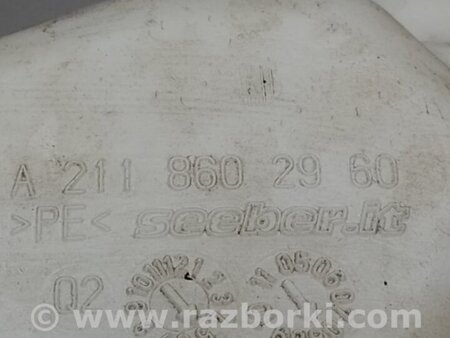 A 211 860 29 60
>PE< seeber.it
02
© www.razborki.com